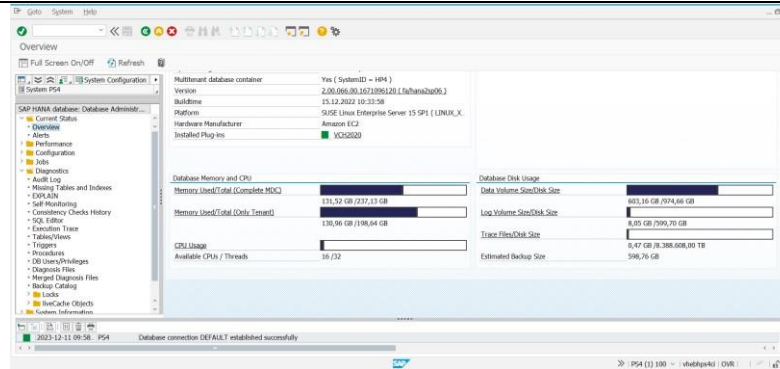 Goto System Help
Overview
Full Screen On/Off Refresh
System Configuration
System PS4
SAP HANA database: Database Administr...
Current Status
Overview
Alerts
Performance
Configuration
Jobs
Diagnostics
Audit Log
Missing Tables and Indexes
EXPLAIN
Self-Monitoring
Consistency Checks History
SQL Editor
Execution Trace
Tables/Views
Triggers
Procedures
DB Users/Privileges
Diagnosis Files
Merged Diagnosis Files
Backup Catalog
Locks
liveCache Objects
System Information
Multitenant database container Yes ( SystemID = HP4 )
Version 2.00.066.00.1671096120 ( fa/hana2sp06 )
Buildtime 15.12.2022 10:33:58
Platform SUSE Linux Enterprise Server 15 SP1 ( LINUX_X..
Hardware Manufacturer Amazon EC2
Installed Plug-ins VCH2020
Database Memory and CPU
Memory Used/Total (Complete MDC)
131,52 GB /237,13 GB
Memory Used/Total (Only Tenant)
130,96 GB /198,64 GB
CPU Usage
Available CPUs / Threads 16 /32
Database Disk Usage
Data Volume Size/Disk Size
603,16 GB /974,66 GB
Log Volume Size/Disk Size
8,05 GB /599,70 GB
Trace Files/Disk Size
0,47 GB /8.388.608,00 TB
Estimated Backup Size 598,76 GB
2023-12-11 09:58.. PS4 Database connection DEFAULT established successfully
SAP
PS4 (1) 100 vhebhps4ci OVR